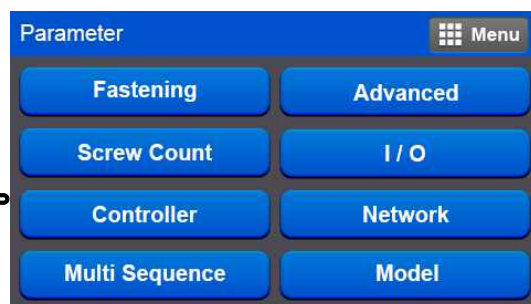 Parameter
Menu
Fastening
Advanced
Screw Count
I / O
Controller
Network
Multi Sequence
Model